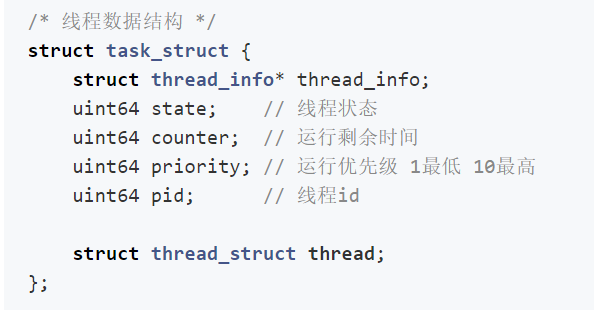 /* 线程数据结构 */
struct task_struct {
    struct thread_info* thread_info;
    uint64 state;    // 线程状态
    uint64 counter;  // 运行剩余时间
    uint64 priority; // 运行优先级 1最低 10最高
    uint64 pid;      // 线程id

    struct thread_struct thread;
};